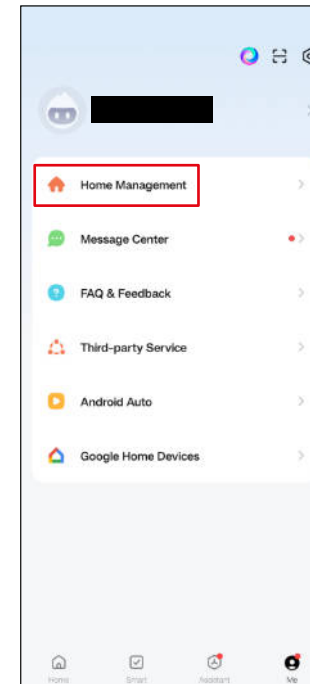 Home Management
Message Center
FAQ & Feedback
Third-party Service
Android Auto
Google Home Devices
Home
Smart
Assistant
Me